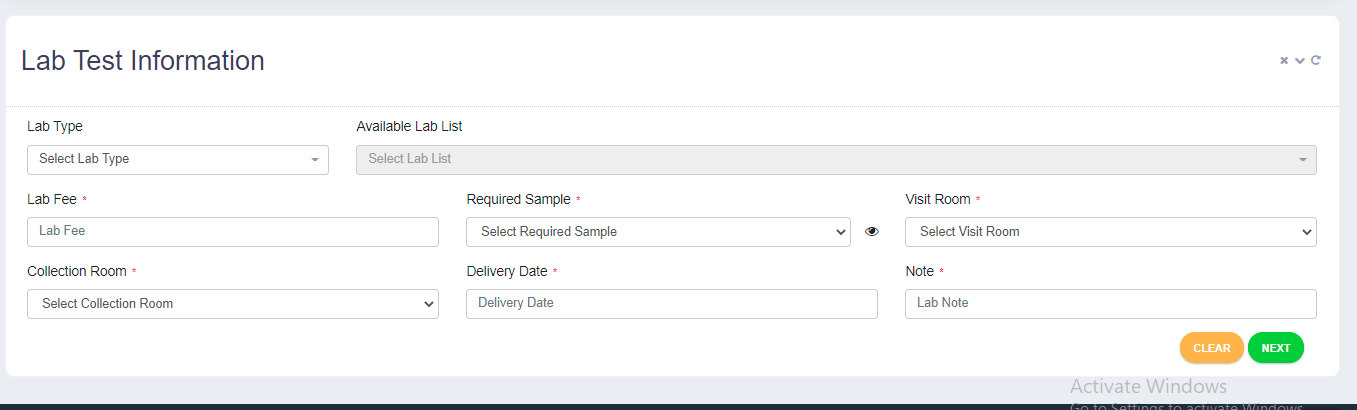 Lab Test Information
Lab Type
Available Lab List
Select Lab Type
Select Lab List
Lab Fee *
Required Sample *
Visit Room *
Lab Fee
Select Required Sample
Select Visit Room
Collection Room *
Delivery Date *
Note *
Select Collection Room
Delivery Date
Lab Note
CLEAR
NEXT
Activate Windows
Go to Settings to activate Windows.